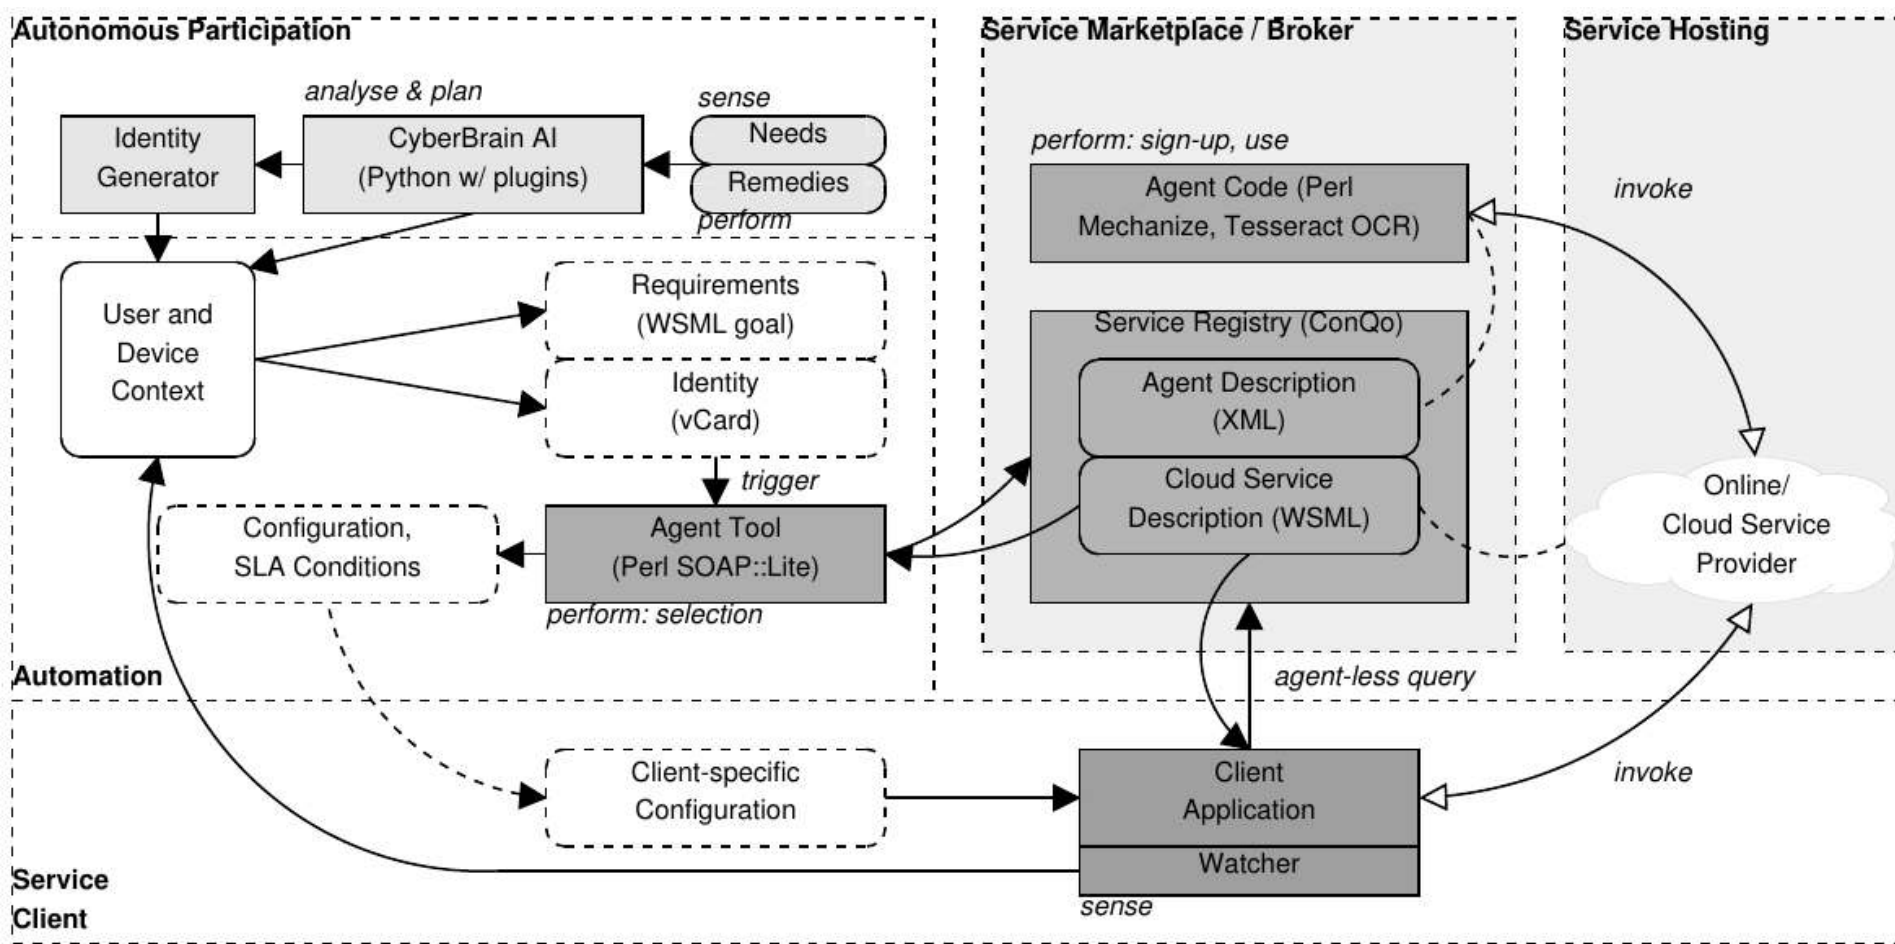 Autonomous Participation
analyse & plan
sense
Identity
Generator
CyberBrain AI
(Python w/ plugins)
Needs
Remedies
perform
User and
Device
Context
Requirements
(WSML goal)
Identity
(vCard)
trigger
Configuration,
SLA Conditions
Agent Tool
(Perl SOAP::Lite)
perform: selection
Automation
Service Marketplace / Broker
perform: sign-up, use
Agent Code (Perl
Mechanize, Tesseract OCR)
Service Registry (ConQo)
Agent Description
(XML)
Cloud Service
Description (WSML)
agent-less query
Service Hosting
invoke
Online/
Cloud Service
Provider
invoke
Client-specific
Configuration
Client
Application
Watcher
sense
Service
Client